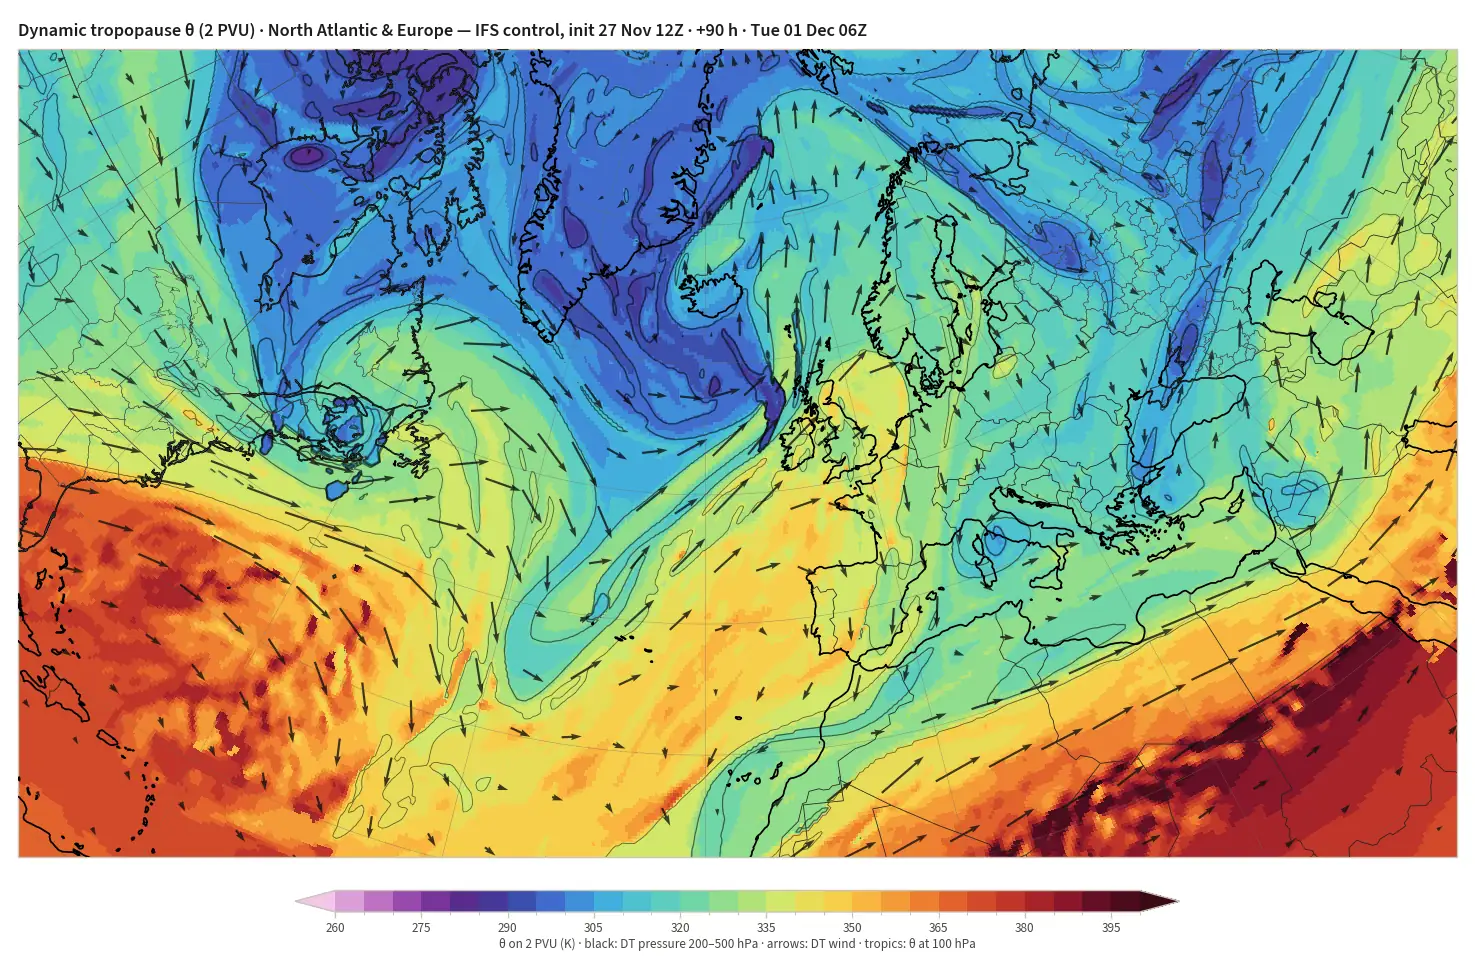 Dynamic tropopause θ (2 PVU) · North Atlantic & Europe — IFS control, init 27 Nov 12Z · +90 h · Tue 01 Dec 06Z
260 275 290 305 320 335 350 365 380 395
θ on 2 PVU (K) · black: DT pressure 200–500 hPa · arrows: DT wind · tropics: θ at 100 hPa